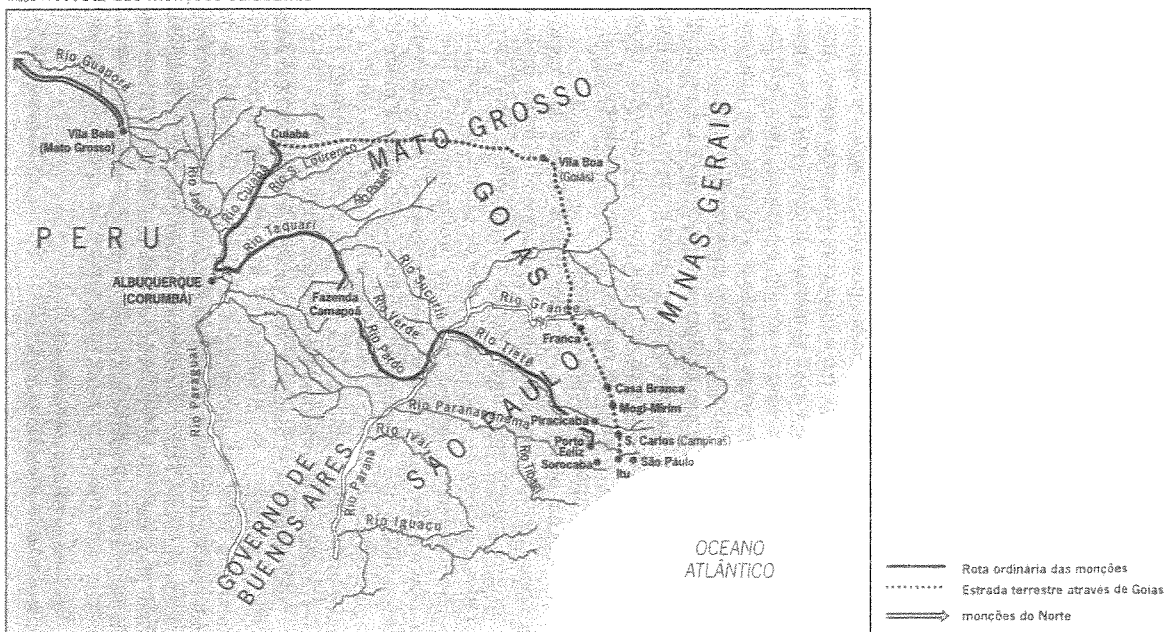 Rio Guaporé
Vila Bela
(Mato Grosso)
Cuiabá
MATO GROSSO
Vila Boa
(Goiás)
Rio S. Lourenço
Rio Cuiabá
Rio Jauru
PERU
Rio Taquari
GOIÁS
MINAS GERAIS
ALBUQUERQUE
(CORUMBÁ)
Fazenda
Camapoã
Rio Sucuriú
Rio Verde
Rio Pardo
Rio Grande
Franca
Rio Tietê
Rio Paraguai
Casa Branca
Mogi-Mirim
SÃO PAULO
Rio Paranapanema
Piracicaba
S. Carlos (Campinas)
Porto
Feliz
Sorocaba
São Paulo
Itu
Rio Ivaí
Rio Paraná
GOVERNO DE
BUENOS AIRES
Rio Iguaçu
OCEANO
ATLÂNTICO
Rota ordinária das monções
Estrada terrestre através de Goiás
monções do Norte